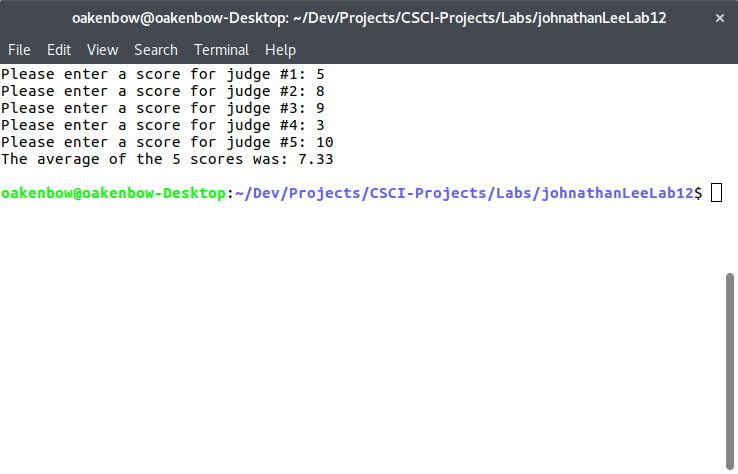 oakenbow@oakenbow-Desktop: ~/Dev/Projects/CSCI-Projects/Labs/johnathanLeeLab12
File Edit View Search Terminal Help
Please enter a score for judge #1: 5
Please enter a score for judge #2: 8
Please enter a score for judge #3: 9
Please enter a score for judge #4: 3
Please enter a score for judge #5: 10
The average of the 5 scores was: 7.33
oakenbow@oakenbow-Desktop:~/Dev/Projects/CSCI-Projects/Labs/johnathanLeeLab12$